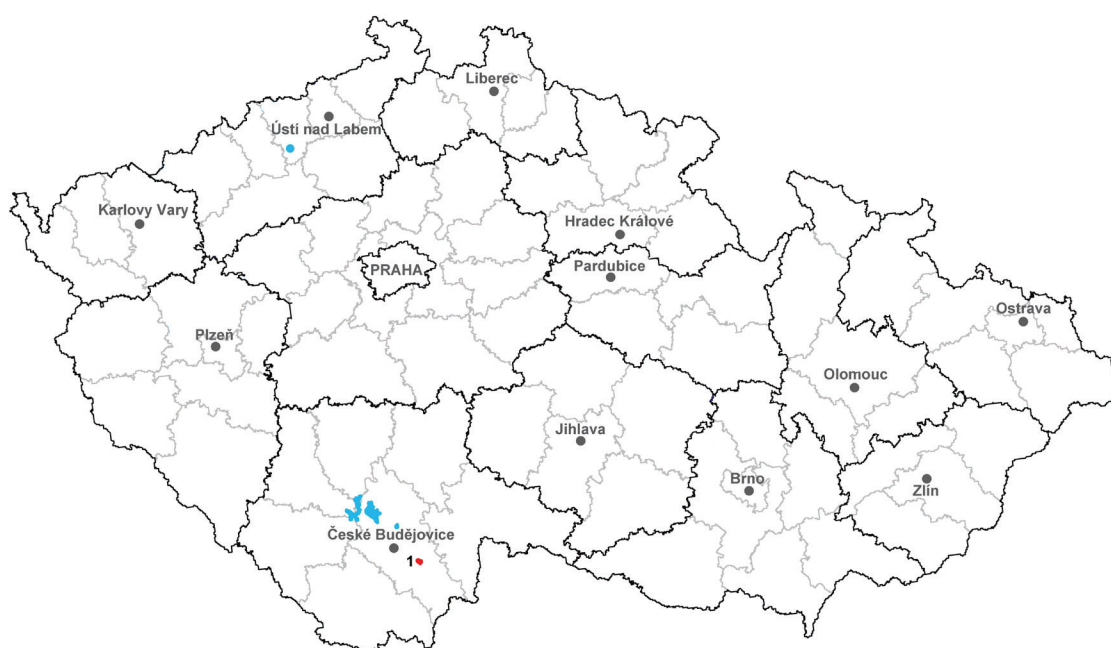 Liberec
Ústí nad Labem
Karlovy Vary
Hradec Králové
PRAHA
Pardubice
Ostrava
Plzeň
Olomouc
Jihlava
Brno
Zlín
České Budějovice
1